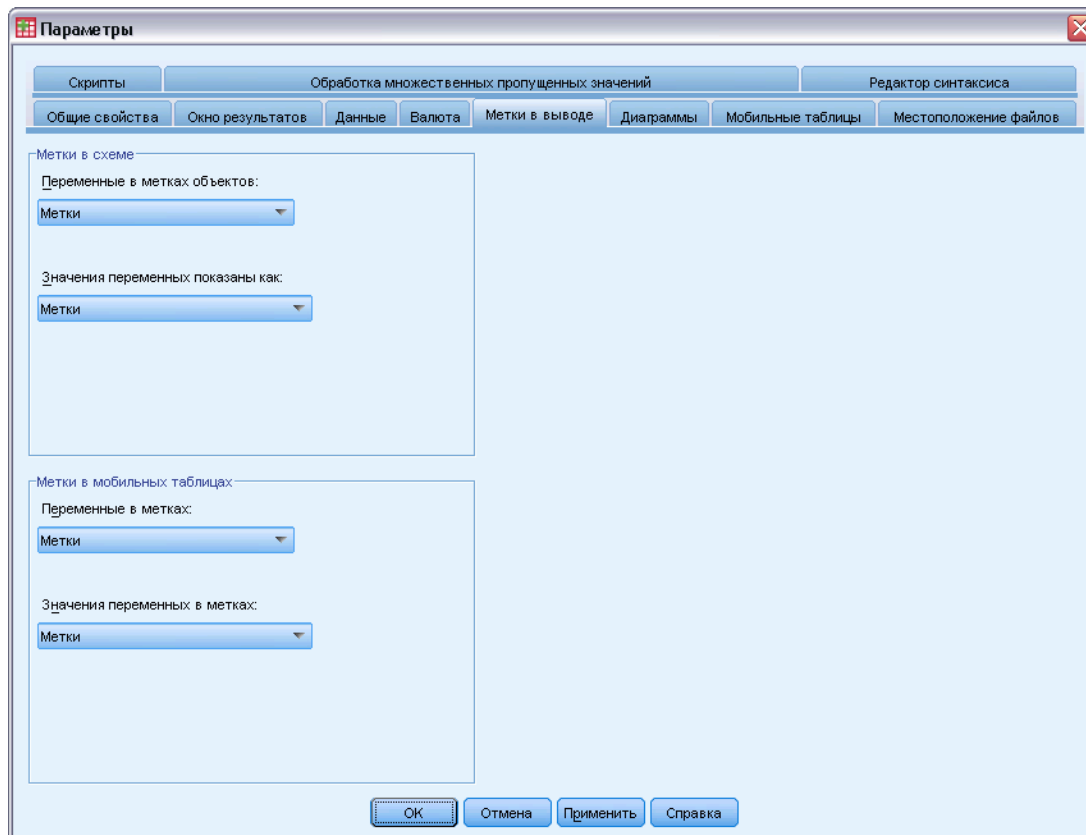 Параметры
Скрипты
Обработка множественных пропущенных значений
Редактор синтаксиса
Общие свойства
Окно результатов
Данные
Валюта
Метки в выводе
Диаграммы
Мобильные таблицы
Местоположение файлов
Метки в схеме
Переменные в метках объектов:
Метки
Значения переменных показаны как:
Метки
Метки в мобильных таблицах
Переменные в метках:
Метки
Значения переменных в метках:
Метки
OK
Отмена
Применить
Справка